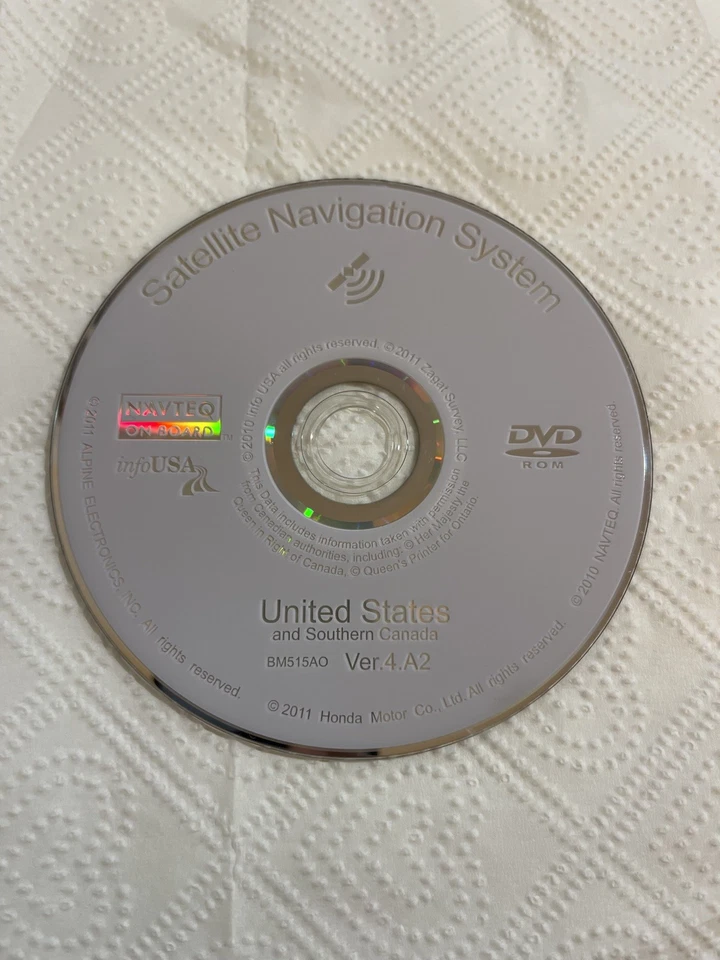 Satellite Navigation System
© 2010 info USA all rights reserved. © 2011 Zagat Survey, LLC
NAVTEQ
ON BOARD™
infoUSA
DVD
ROM
This Data includes information taken with permission
from Canadian authorities, including: © Her Majesty the
Queen in Right of Canada, © Queen's Printer for Ontario.
United States
and Southern Canada
BM515AO Ver.4.A2
© 2011 ALPINE ELECTRONICS, INC. All rights reserved.
© 2011 Honda Motor Co., Ltd. All rights reserved.
© 2010 NAVTEQ. All rights reserved.